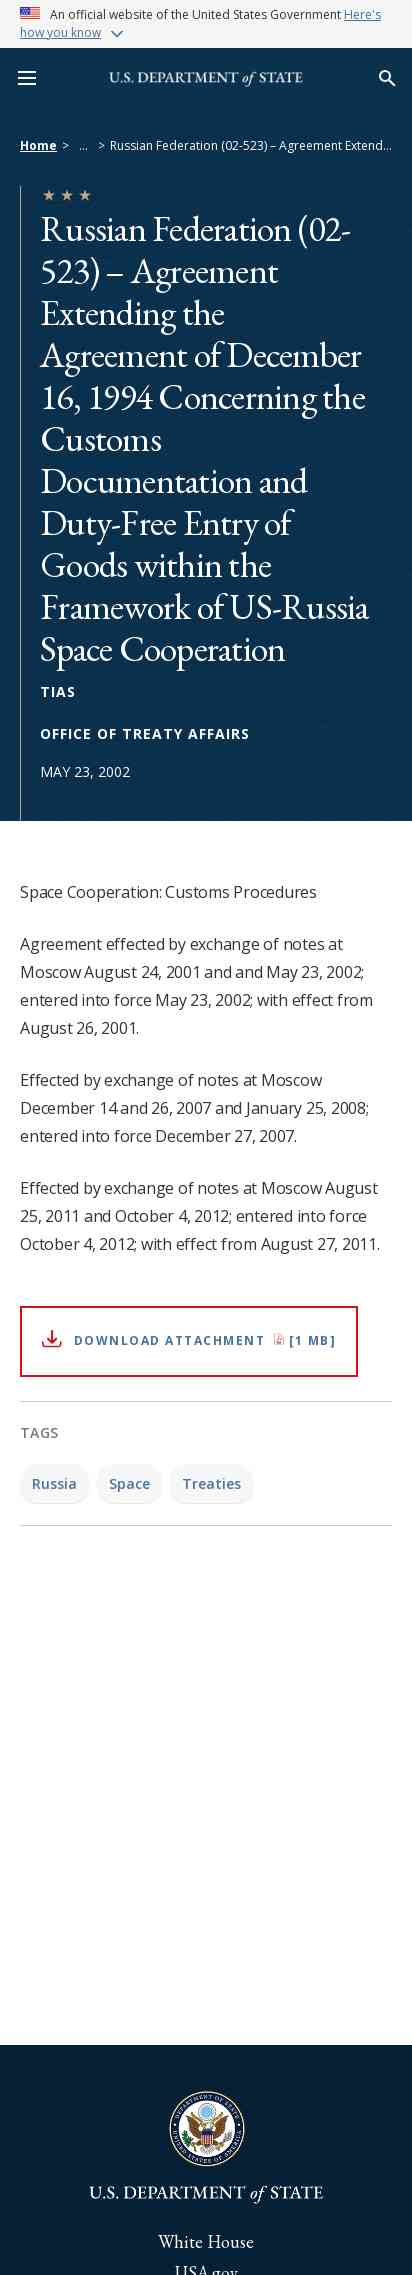 An official website of the United States Government Here's
how you know
U.S. DEPARTMENT of STATE
Home > ... > Russian Federation (02-523) – Agreement Extend...
Russian Federation (02-
523) – Agreement
Extending the
Agreement of December
16, 1994 Concerning the
Customs
Documentation and
Duty-Free Entry of
Goods within the
Framework of US-Russia
Space Cooperation
TIAS
OFFICE OF TREATY AFFAIRS
MAY 23, 2002
Space Cooperation: Customs Procedures
Agreement effected by exchange of notes at
Moscow August 24, 2001 and and May 23, 2002;
entered into force May 23, 2002; with effect from
August 26, 2001.
Effected by exchange of notes at Moscow
December 14 and 26, 2007 and January 25, 2008;
entered into force December 27, 2007.
Effected by exchange of notes at Moscow August
25, 2011 and October 4, 2012; entered into force
October 4, 2012; with effect from August 27, 2011.
DOWNLOAD ATTACHMENT [1 MB]
TAGS
Russia Space Treaties
DEPARTMENT OF STATE
UNITED STATES OF AMERICA
U.S. DEPARTMENT of STATE
White House
USA.gov